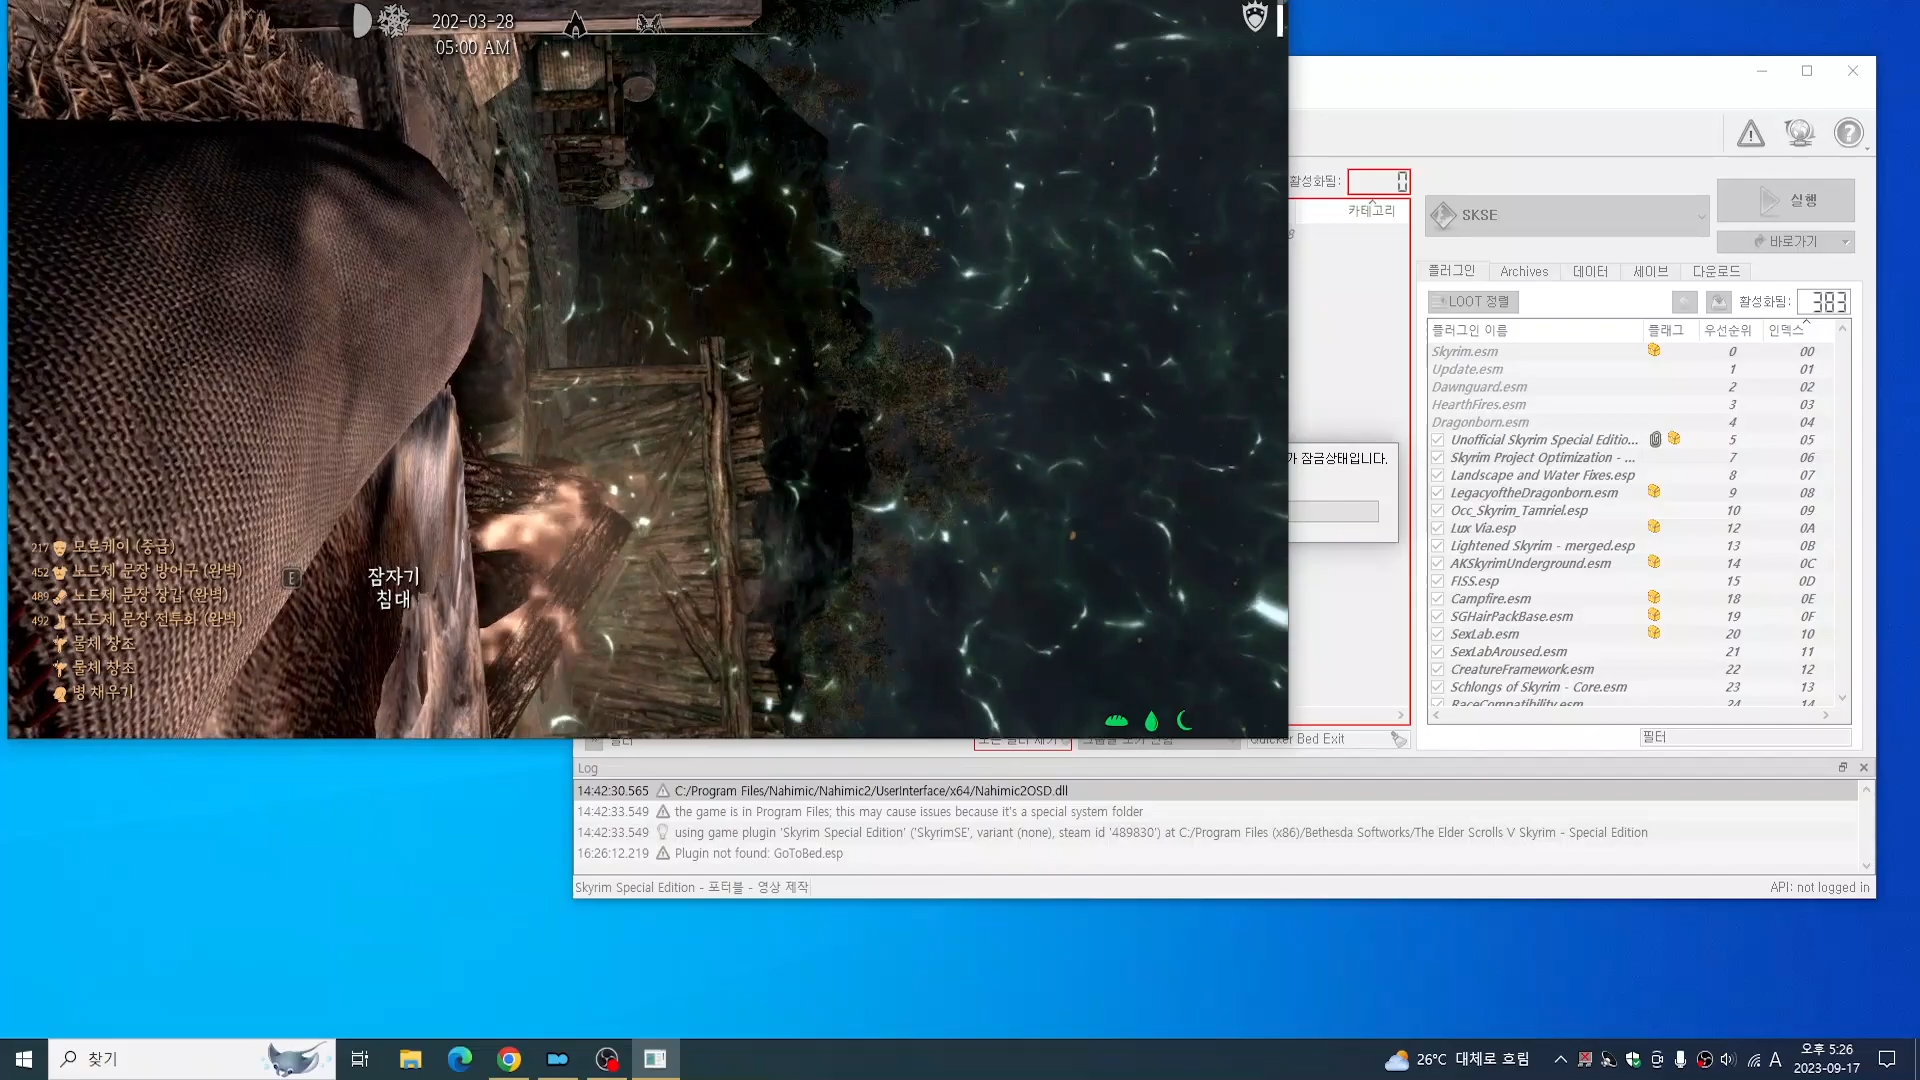 202-03-28
05:00 AM
217 모로케이 (중급)
452 노드제 문장 방어구 (완벽)
489 노드제 문장 장갑 (완벽)
492 노드제 문장 전투화 (완벽)
물체 창조
물체 창조
병 채우기
E
잠자기
침대
활성화됨: 0
카테고리
8
가 잠금상태입니다.
SKSE
실행
바로가기
플러그인 Archives 데이터 세이브 다운로드
LOOT 정렬 활성화됨: 383
플러그인 이름 플래그 우선순위 인덱스
Skyrim.esm 0 00
Update.esm 1 01
Dawnguard.esm 2 02
HearthFires.esm 3 03
Dragonborn.esm 4 04
Unofficial Skyrim Special Editio... 5 05
Skyrim Project Optimization - ... 7 06
Landscape and Water Fixes.esp 8 07
LegacyoftheDragonborn.esm 9 08
Occ_Skyrim_Tamriel.esp 10 09
Lux Via.esp 12 0A
Lightened Skyrim - merged.esp 13 0B
AKSkyrimUnderground.esm 14 0C
FISS.esp 15 0D
Campfire.esm 18 0E
SGHairPackBase.esm 19 0F
SexLab.esm 20 10
SexLabAroused.esm 21 11
CreatureFramework.esm 22 12
Schlongs of Skyrim - Core.esm 23 13
RaceCompatibility.esm 24 14
필터
필터
Quicker Bed Exit
Log
14:42:30.565 C:/Program Files/Nahimic/Nahimic2/UserInterface/x64/Nahimic2OSD.dll
14:42:33.549 the game is in Program Files; this may cause issues because it's a special system folder
14:42:33.549 using game plugin 'Skyrim Special Edition' ('SkyrimSE', variant (none), steam id '489830') at C:/Program Files (x86)/Bethesda Softworks/The Elder Scrolls V Skyrim - Special Edition
16:26:12.219 Plugin not found: GoToBed.esp
Skyrim Special Edition - 포터블 - 영상 제작
API: not logged in
찾기
26°C 대체로 흐림
A
오후 5:26
2023-09-17